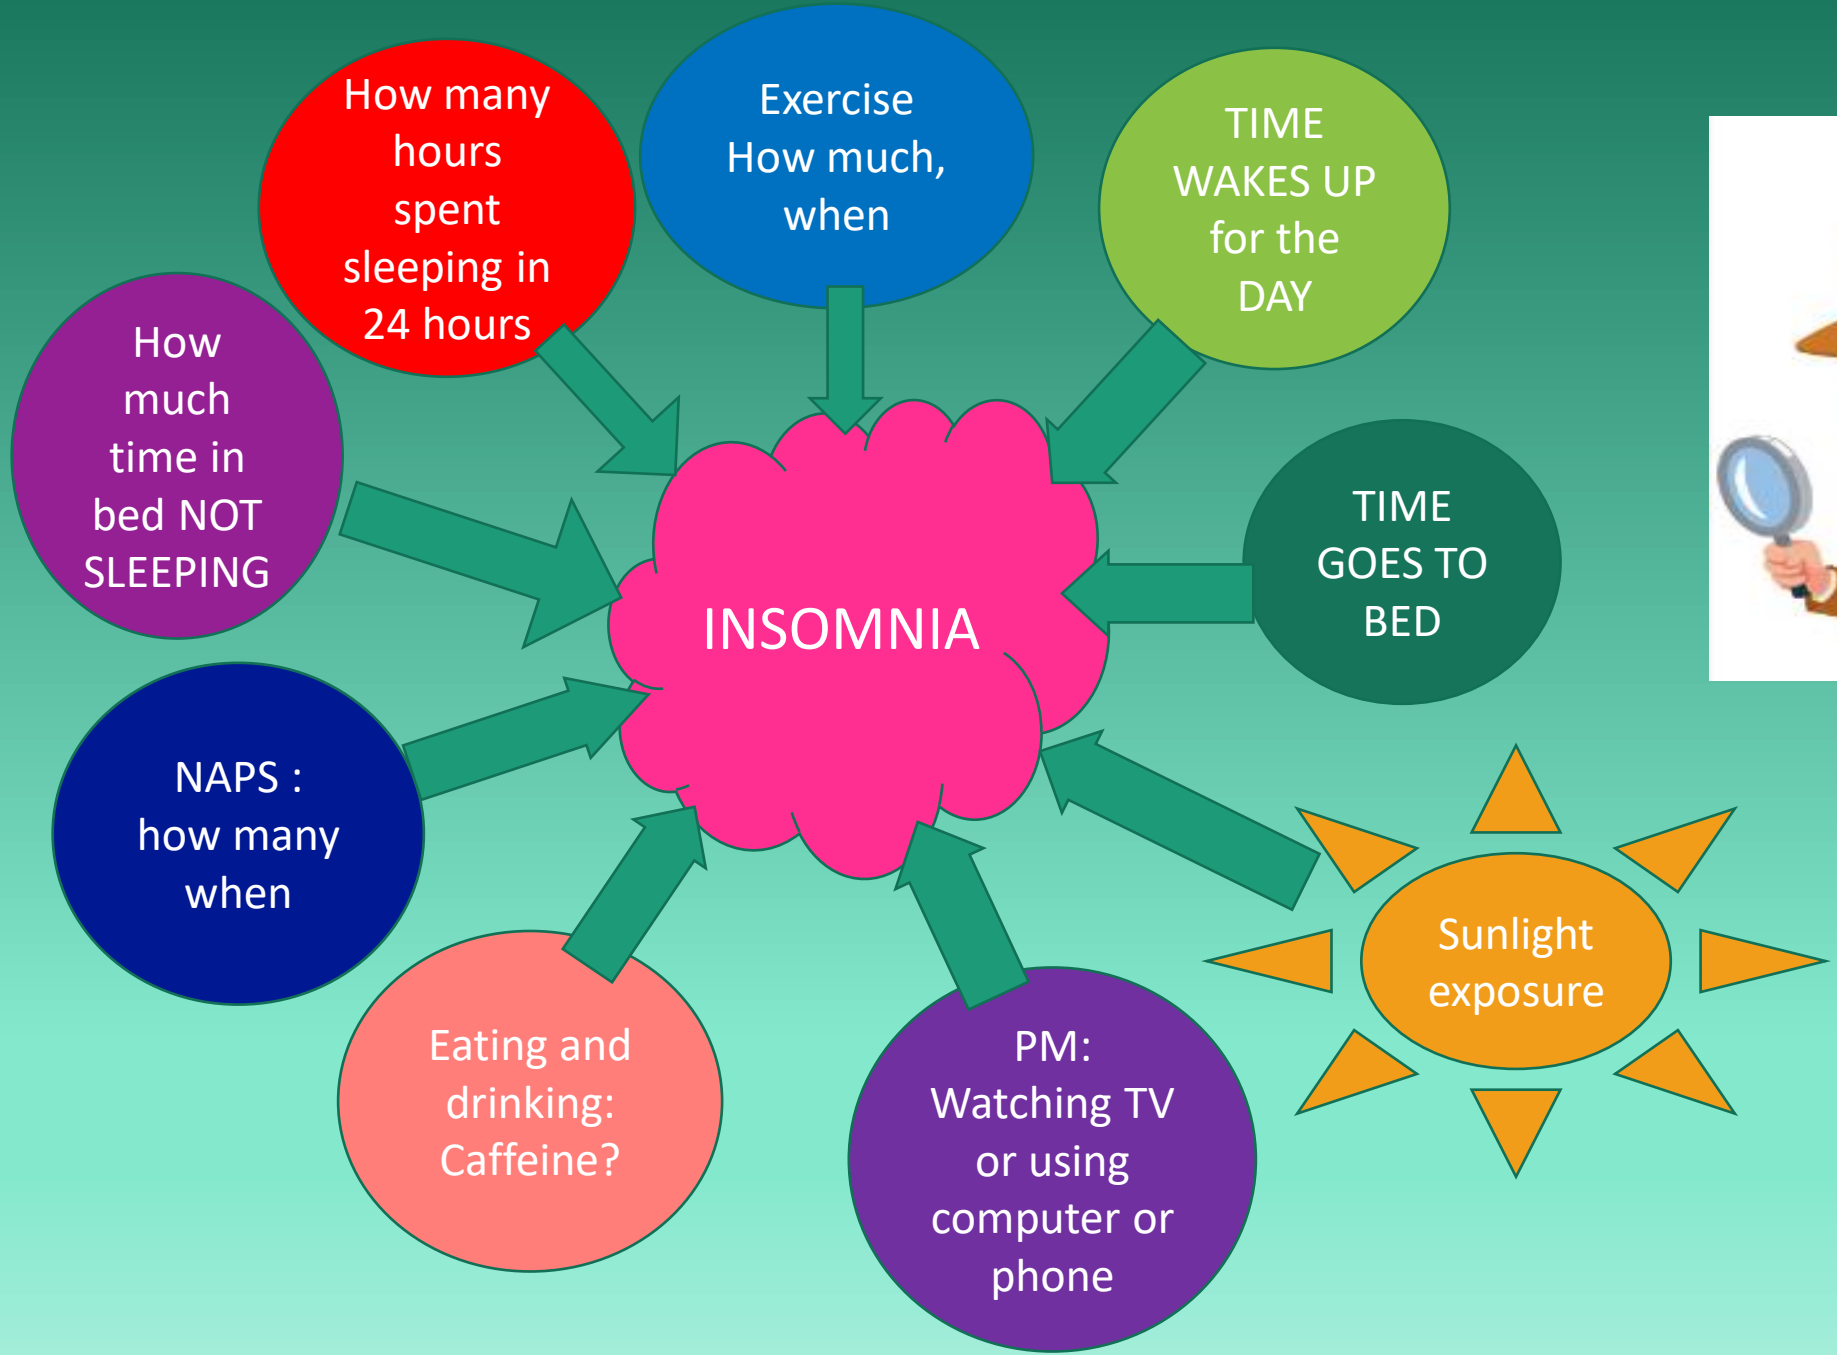 How many
hours
spent
sleeping in
24 hours
Exercise
How much,
when
TIME
WAKES UP
for the
DAY
How
much
time in
bed NOT
SLEEPING
TIME
GOES TO
BED
INSOMNIA
NAPS :
how many
when
Sunlight
exposure
Eating and
drinking:
Caffeine?
PM:
Watching TV
or using
computer or
phone